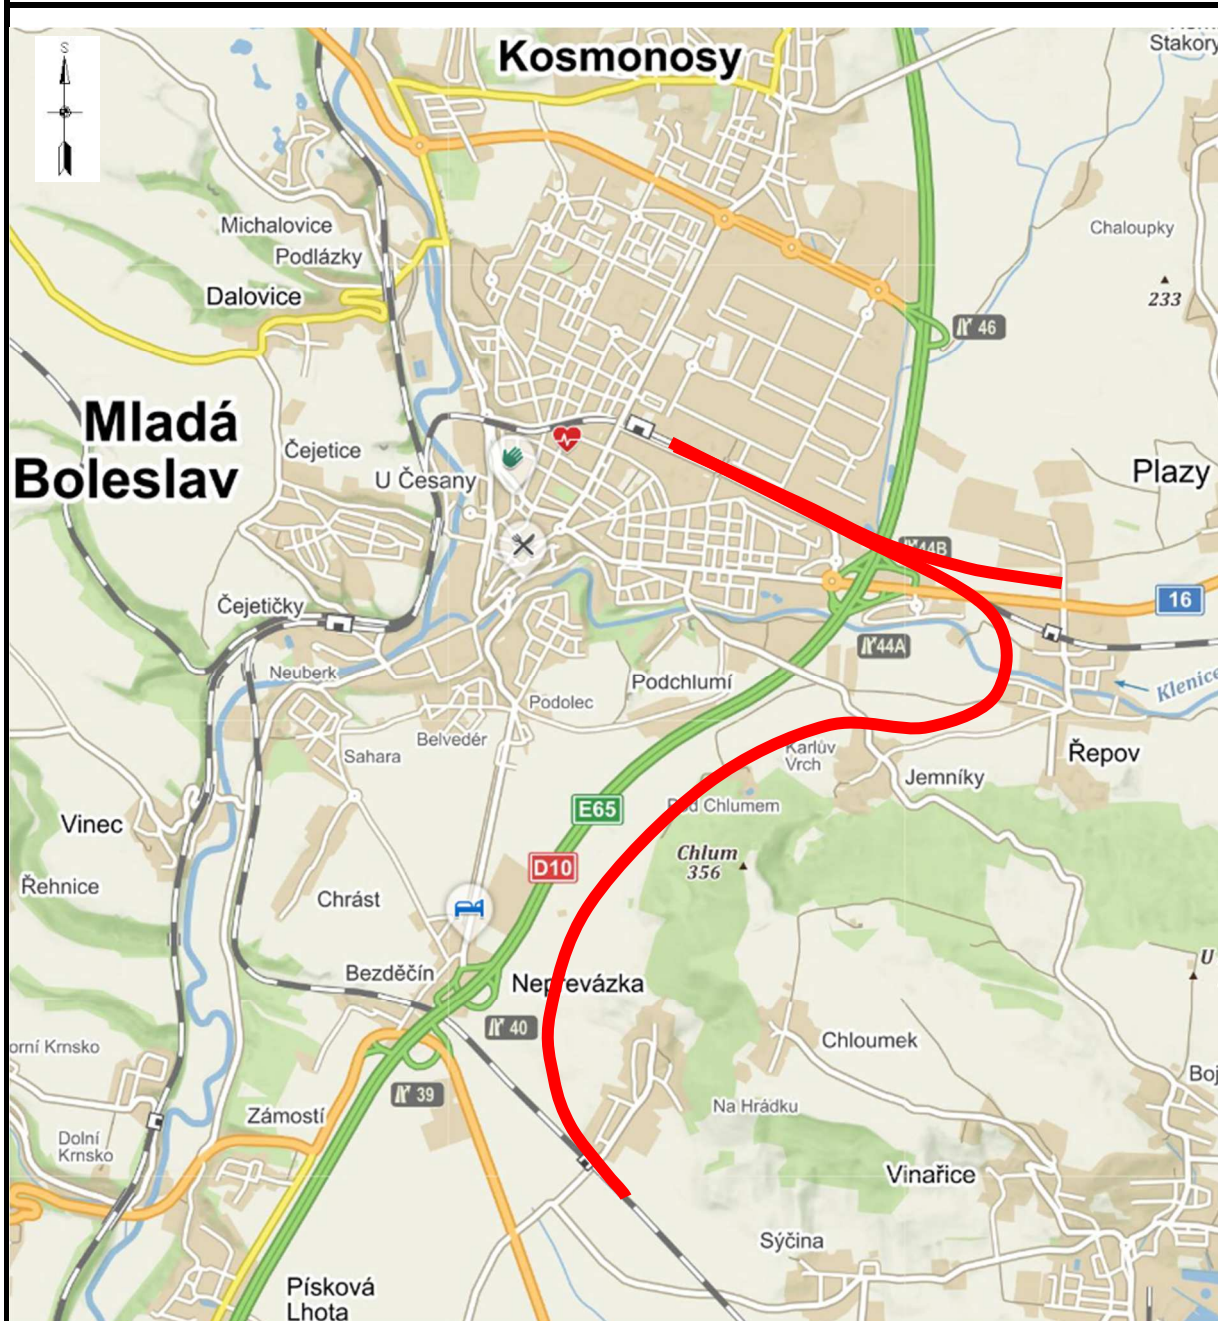 Kosmonosy
Stakory
S
Michalovice
Podlázky
Dalovice
Chaloupky
233
46
Mladá
Boleslav
Čejetice
U Česany
Plazy
44B
16
Čejetičky
44A
Neuberk
Podchlumí
Klenice
Podolec
Belvedér
Sahara
Karlův
Vrch
Řepov
Jemníky
E65
Pod Chlumem
Vinec
Chlum
356
D10
Řehnice
Chrást
U
Bezděčín
Nepřevázka
40
Chloumek
orní Krnsko
Boj
39
Na Hrádku
Zámostí
Dolní
Krnsko
Vinařice
Sýčina
Písková
Lhota